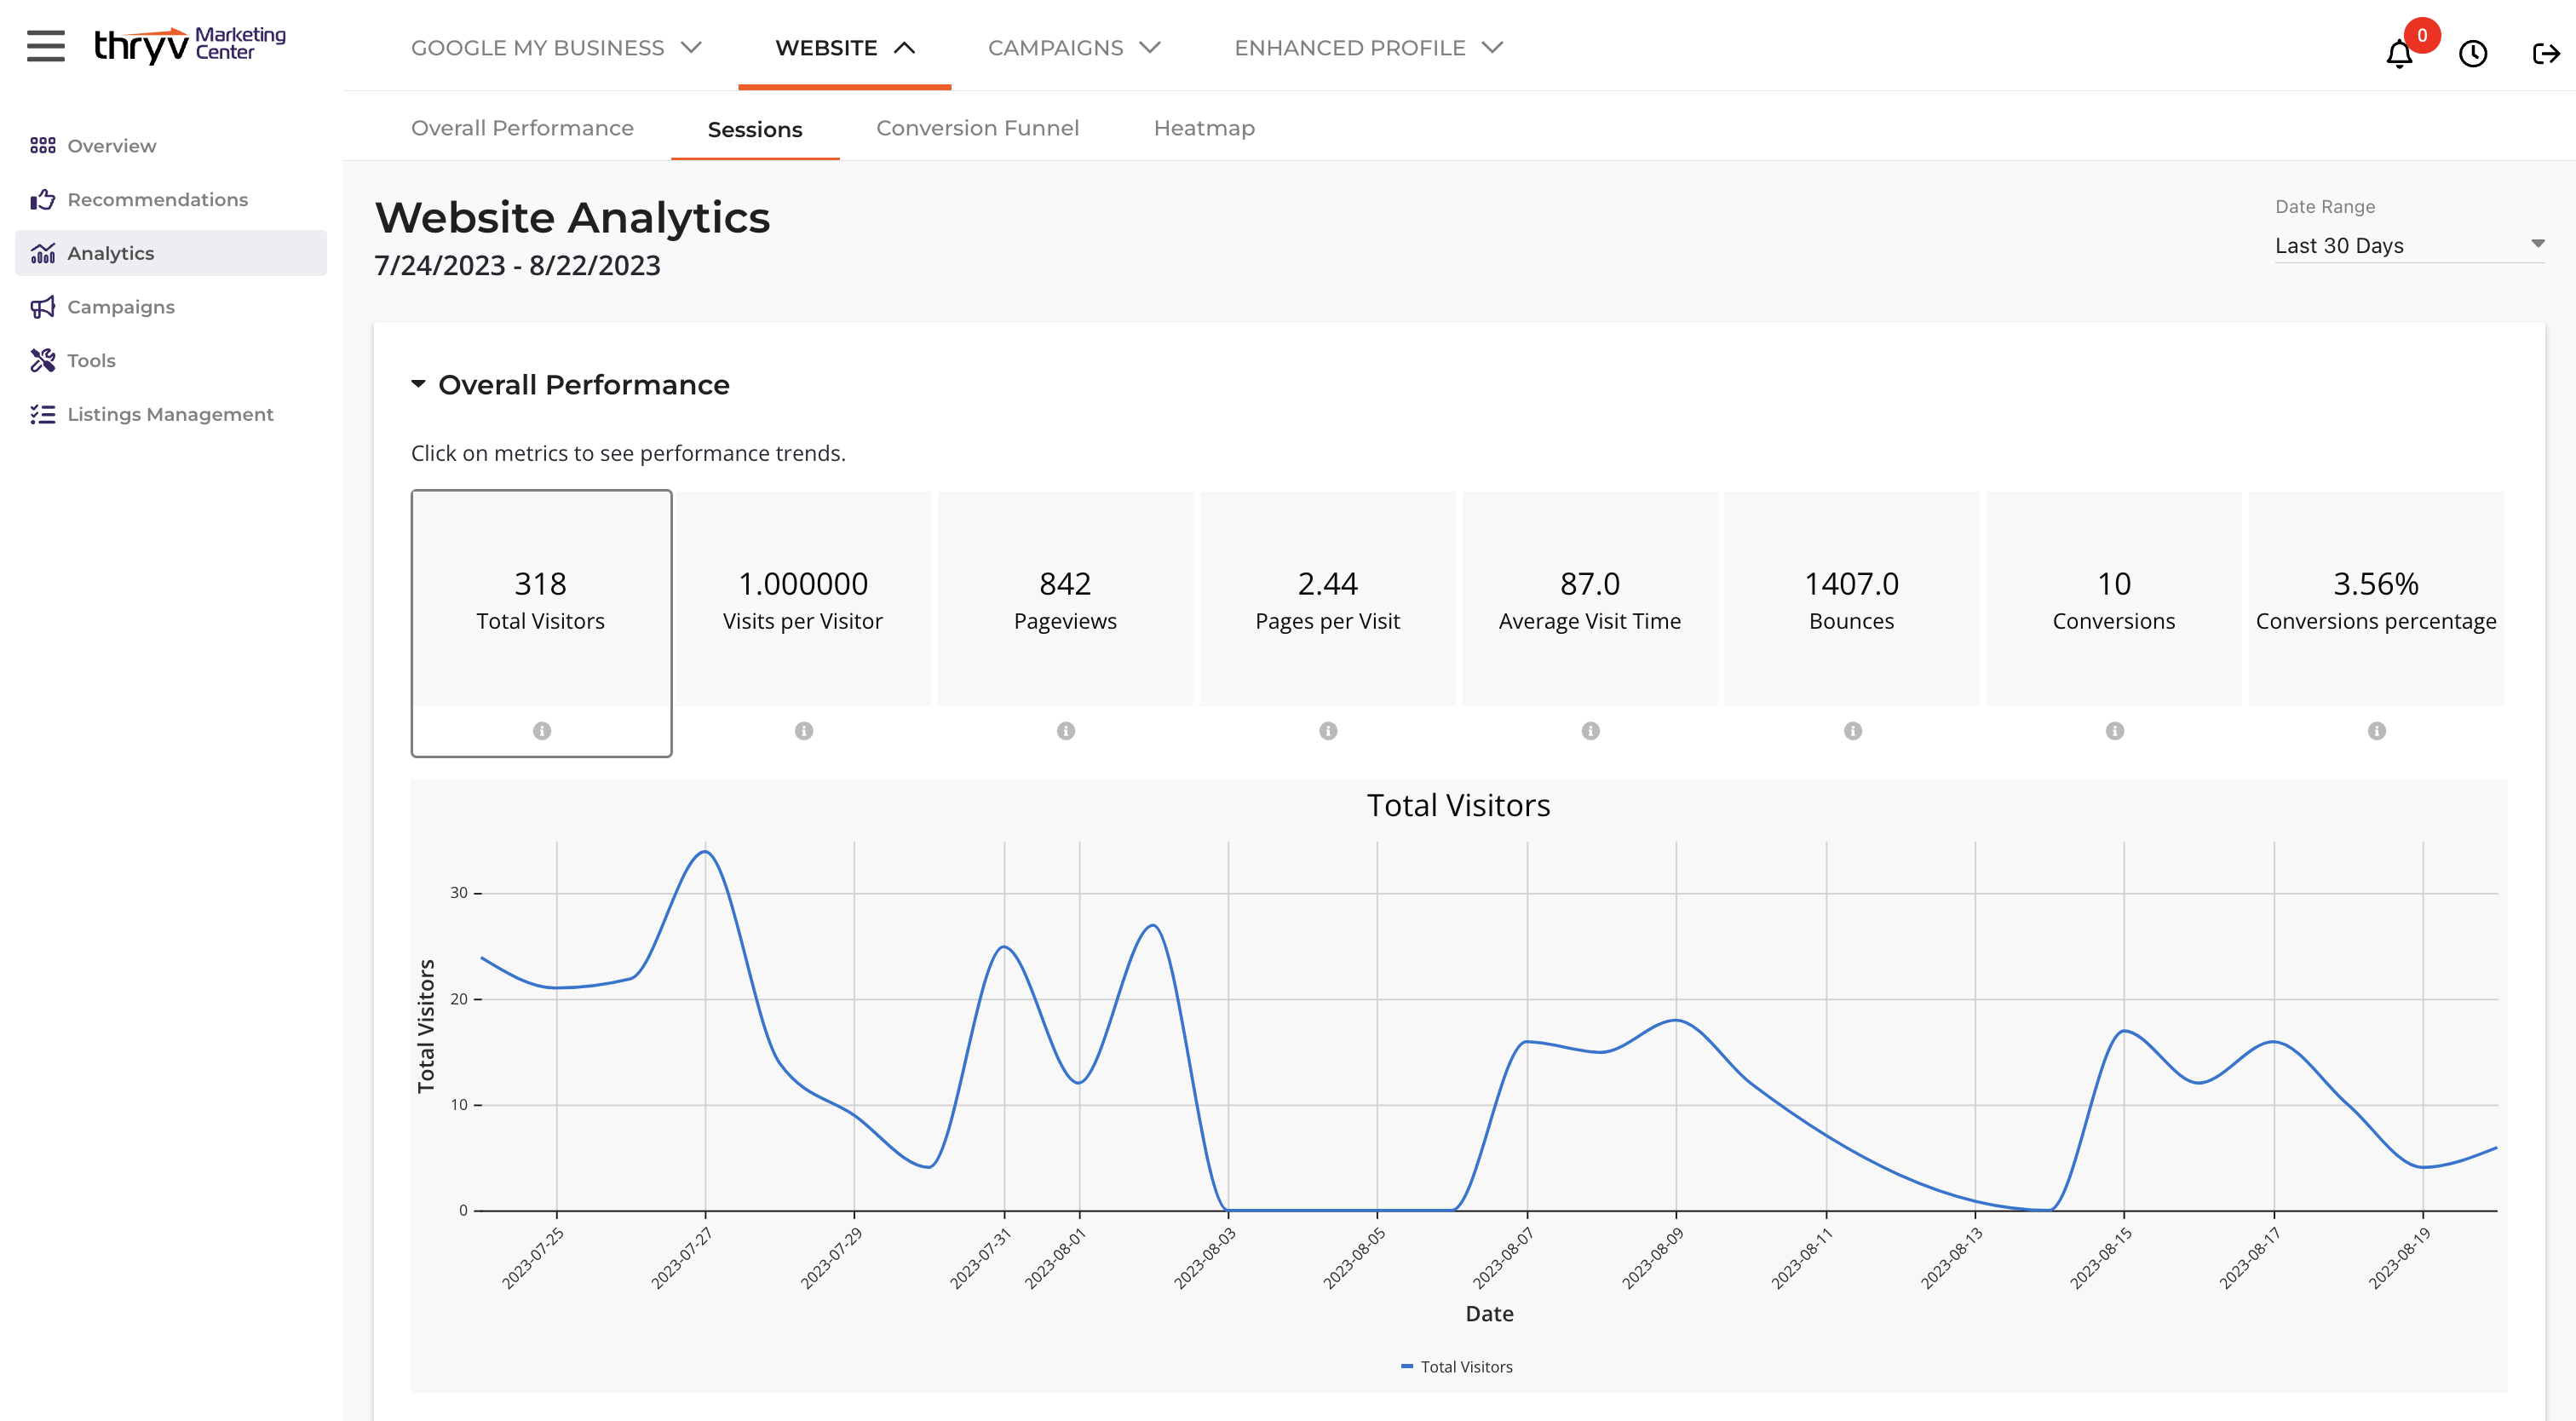 thryv Marketing Center
GOOGLE MY BUSINESS
WEBSITE
CAMPAIGNS
ENHANCED PROFILE
0
Overview
Recommendations
Analytics
Campaigns
Tools
Listings Management
Overall Performance
Sessions
Conversion Funnel
Heatmap
Website Analytics
7/24/2023 - 8/22/2023
Date Range
Last 30 Days
Overall Performance
Click on metrics to see performance trends.
318
Total Visitors
1.000000
Visits per Visitor
842
Pageviews
2.44
Pages per Visit
87.0
Average Visit Time
1407.0
Bounces
10
Conversions
3.56%
Conversions percentage
Total Visitors
Total Visitors
30
20
10
0
2023-07-25
2023-07-27
2023-07-29
2023-07-31
2023-08-01
2023-08-03
2023-08-05
2023-08-07
2023-08-09
2023-08-11
2023-08-13
2023-08-15
2023-08-17
2023-08-19
Date
Total Visitors